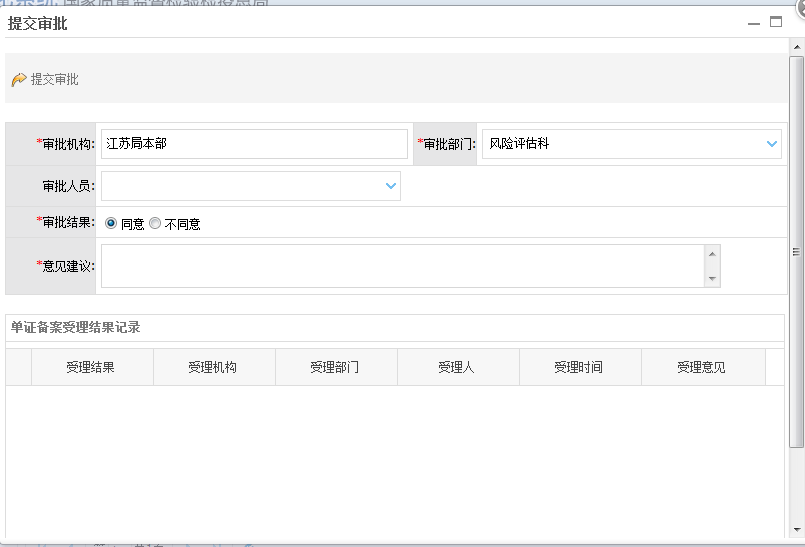 提交审批
提交审批
*审批机构: 江苏局本部 *审批部门: 风险评估科
审批人员:
*审批结果: 同意 不同意
*意见建议:
单证备案受理结果记录
受理结果 受理机构 受理部门 受理人 受理时间 受理意见